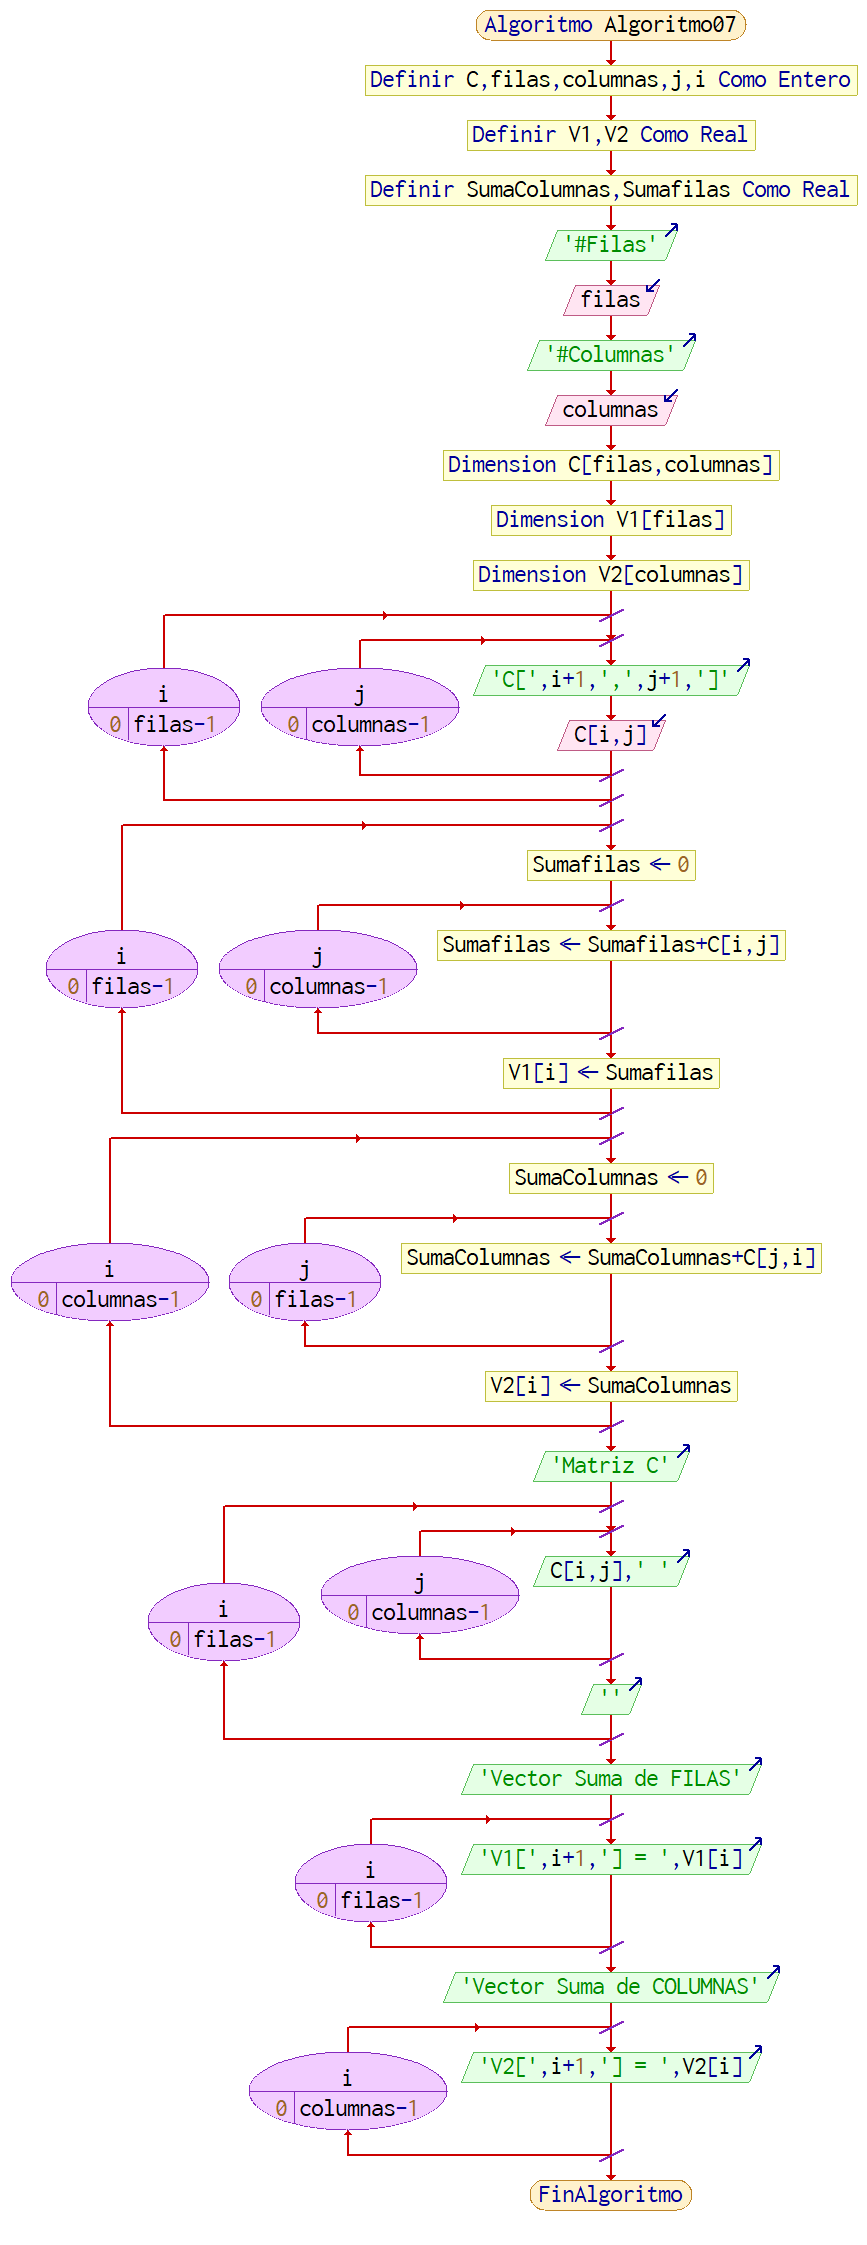 Algoritmo Algoritmo07
Definir C,filas,columnas,j,i Como Entero
Definir V1,V2 Como Real
Definir SumaColumnas,Sumafilas Como Real
'#Filas'
filas
'#Columnas'
columnas
Dimension C[filas,columnas]
Dimension V1[filas]
Dimension V2[columnas]
i
0 filas-1
j
0 columnas-1
'C[',i+1,',',j+1,']'
C[i,j]
i
0 filas-1
Sumafilas ← 0
j
0 columnas-1
Sumafilas ← Sumafilas+C[i,j]
V1[i] ← Sumafilas
i
0 columnas-1
SumaColumnas ← 0
j
0 filas-1
SumaColumnas ← SumaColumnas+C[j,i]
V2[i] ← SumaColumnas
'Matriz C'
i
0 filas-1
j
0 columnas-1
C[i,j],' '
''
'Vector Suma de FILAS'
i
0 filas-1
'V1[',i+1,'] = ',V1[i]
'Vector Suma de COLUMNAS'
i
0 columnas-1
'V2[',i+1,'] = ',V2[i]
FinAlgoritmo